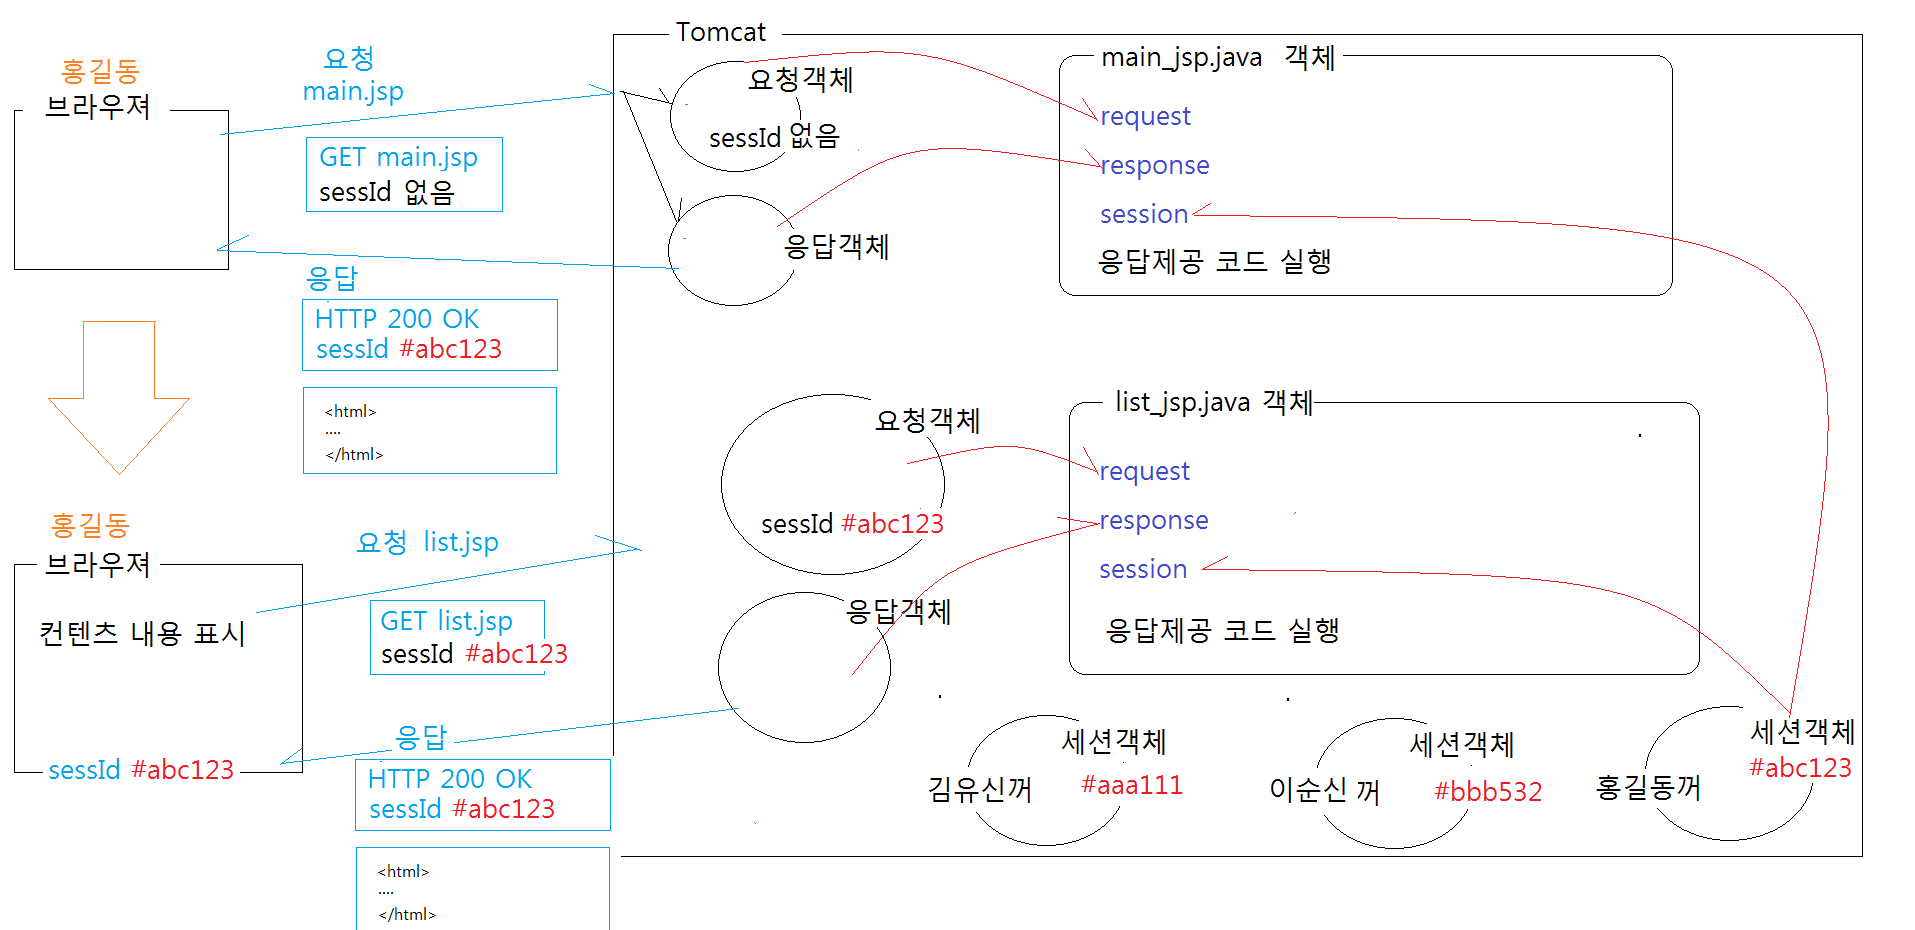 Tomcat
홍길동
브라우져
요청
main.jsp
GET main.jsp
sessId 없음
응답
HTTP 200 OK
sessId #abc123
<html>
....
</html>
요청객체
sessId 없음
응답객체
main_jsp.java 객체
request
response
session
응답제공 코드 실행
홍길동
브라우져
컨텐츠 내용 표시
sessId #abc123
요청 list.jsp
GET list.jsp
sessId #abc123
응답
HTTP 200 OK
sessId #abc123
<html>
....
</html>
요청객체
sessId #abc123
응답객체
list_jsp.java 객체
request
response
session
응답제공 코드 실행
세션객체
김유신꺼 #aaa111
세션객체
이순신 꺼 #bbb532
세션객체
#abc123
홍길동꺼